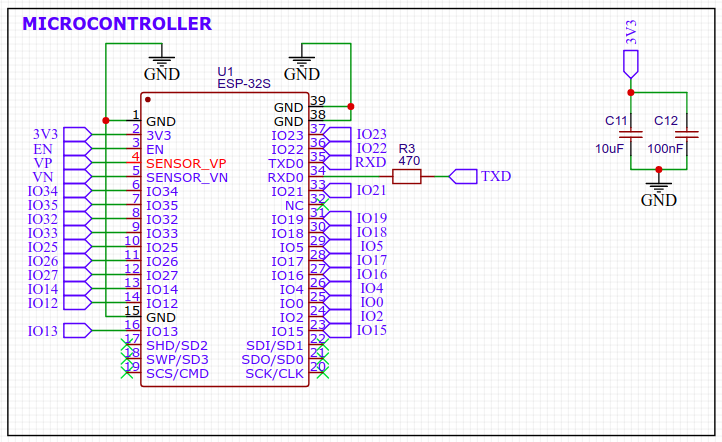 MICROCONTROLLER
GND
GND
3V3
U1
ESP-32S
1 GND
GND 39
GND 38
3V3 2 3V3
IO23 37 IO23
EN 3 EN
IO22 36 IO22
VP 4 SENSOR_VP
TXD0 35 RXD
VN 5 SENSOR_VN
RXD0 34
R3
470
TXD
IO34 6 IO34
IO21 33 IO21
IO35 7 IO35
NC 32
IO32 8 IO32
IO19 31 IO19
IO33 9 IO33
IO18 30 IO18
IO25 10 IO25
IO5 29 IO5
IO26 11 IO26
IO17 28 IO17
IO27 12 IO27
IO16 27 IO16
IO14 13 IO14
IO4 26 IO4
IO12 14 IO12
IO0 25 IO0
15 GND
IO2 24 IO2
IO13 16 IO13
IO15 23 IO15
17 SHD/SD2
SDI/SD1 22
18 SWP/SD3
SDO/SD0 21
19 SCS/CMD
SCK/CLK 20
C11
10uF
C12
100nF
GND